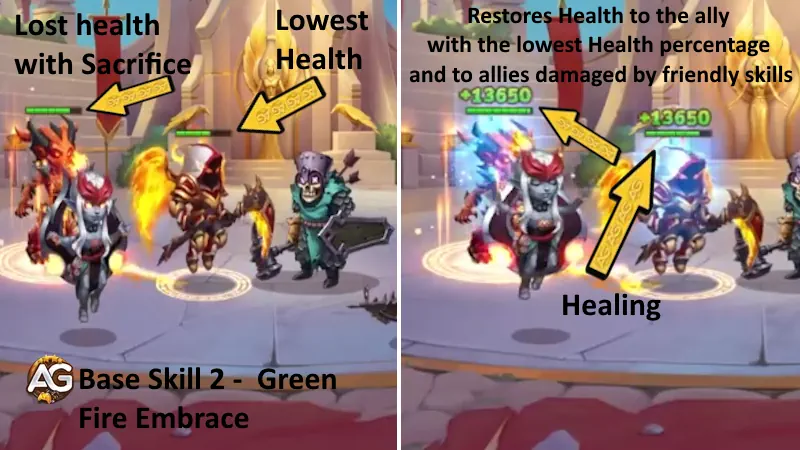 Lost health
with Sacrifice
Lowest
Health
AG
Base Skill 2 - Green
Fire Embrace
Restores Health to the ally
with the lowest Health percentage
and to allies damaged by friendly skills
+13650
+13650
Healing